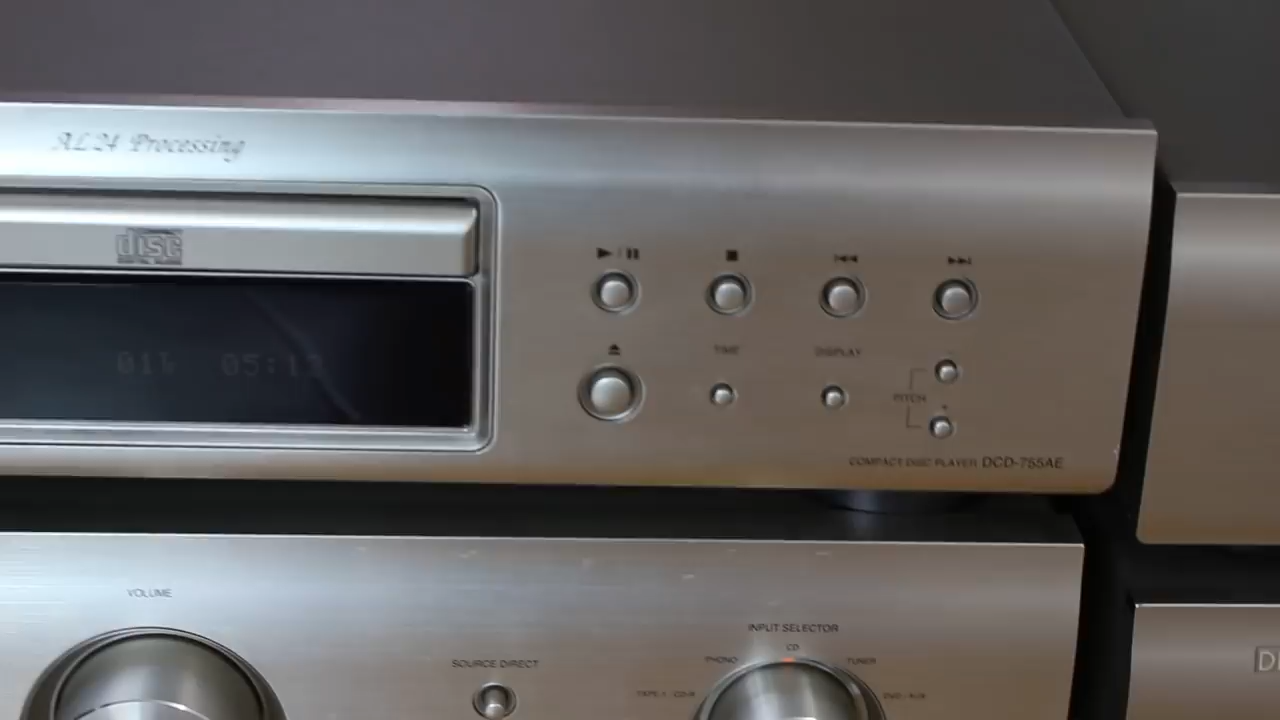 AL24 Processing
disc
TIME
DISPLAY
PITCH
COMPACT DISC PLAYER DCD-755AE
VOLUME
INPUT SELECTOR
CD
PHONO
TUNER
SOURCE DIRECT